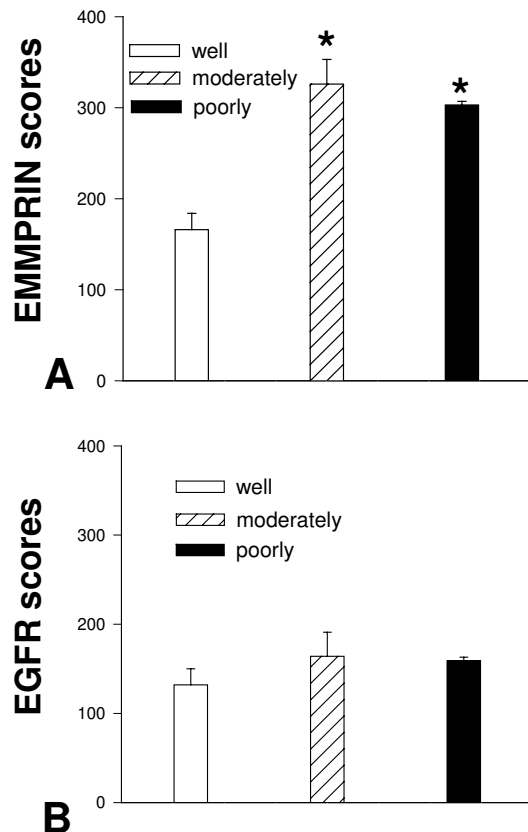 400
300
200
100
0
EMMPRIN scores
well
moderately
poorly
*
*
A
400
300
200
100
0
EGFR scores
well
moderately
poorly
B